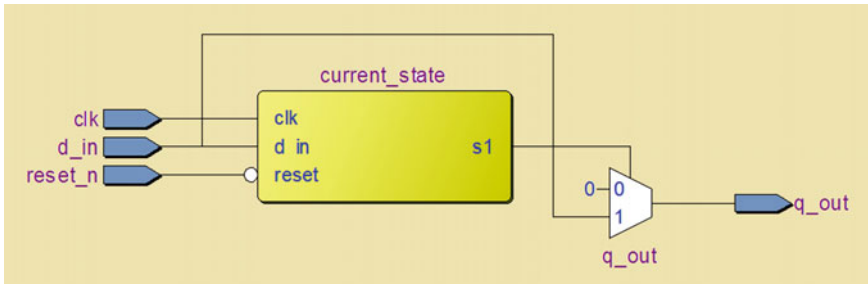 current_state
clk
d_in
reset_n
clk
d in
reset
s1
0
0
1
q_out
q_out